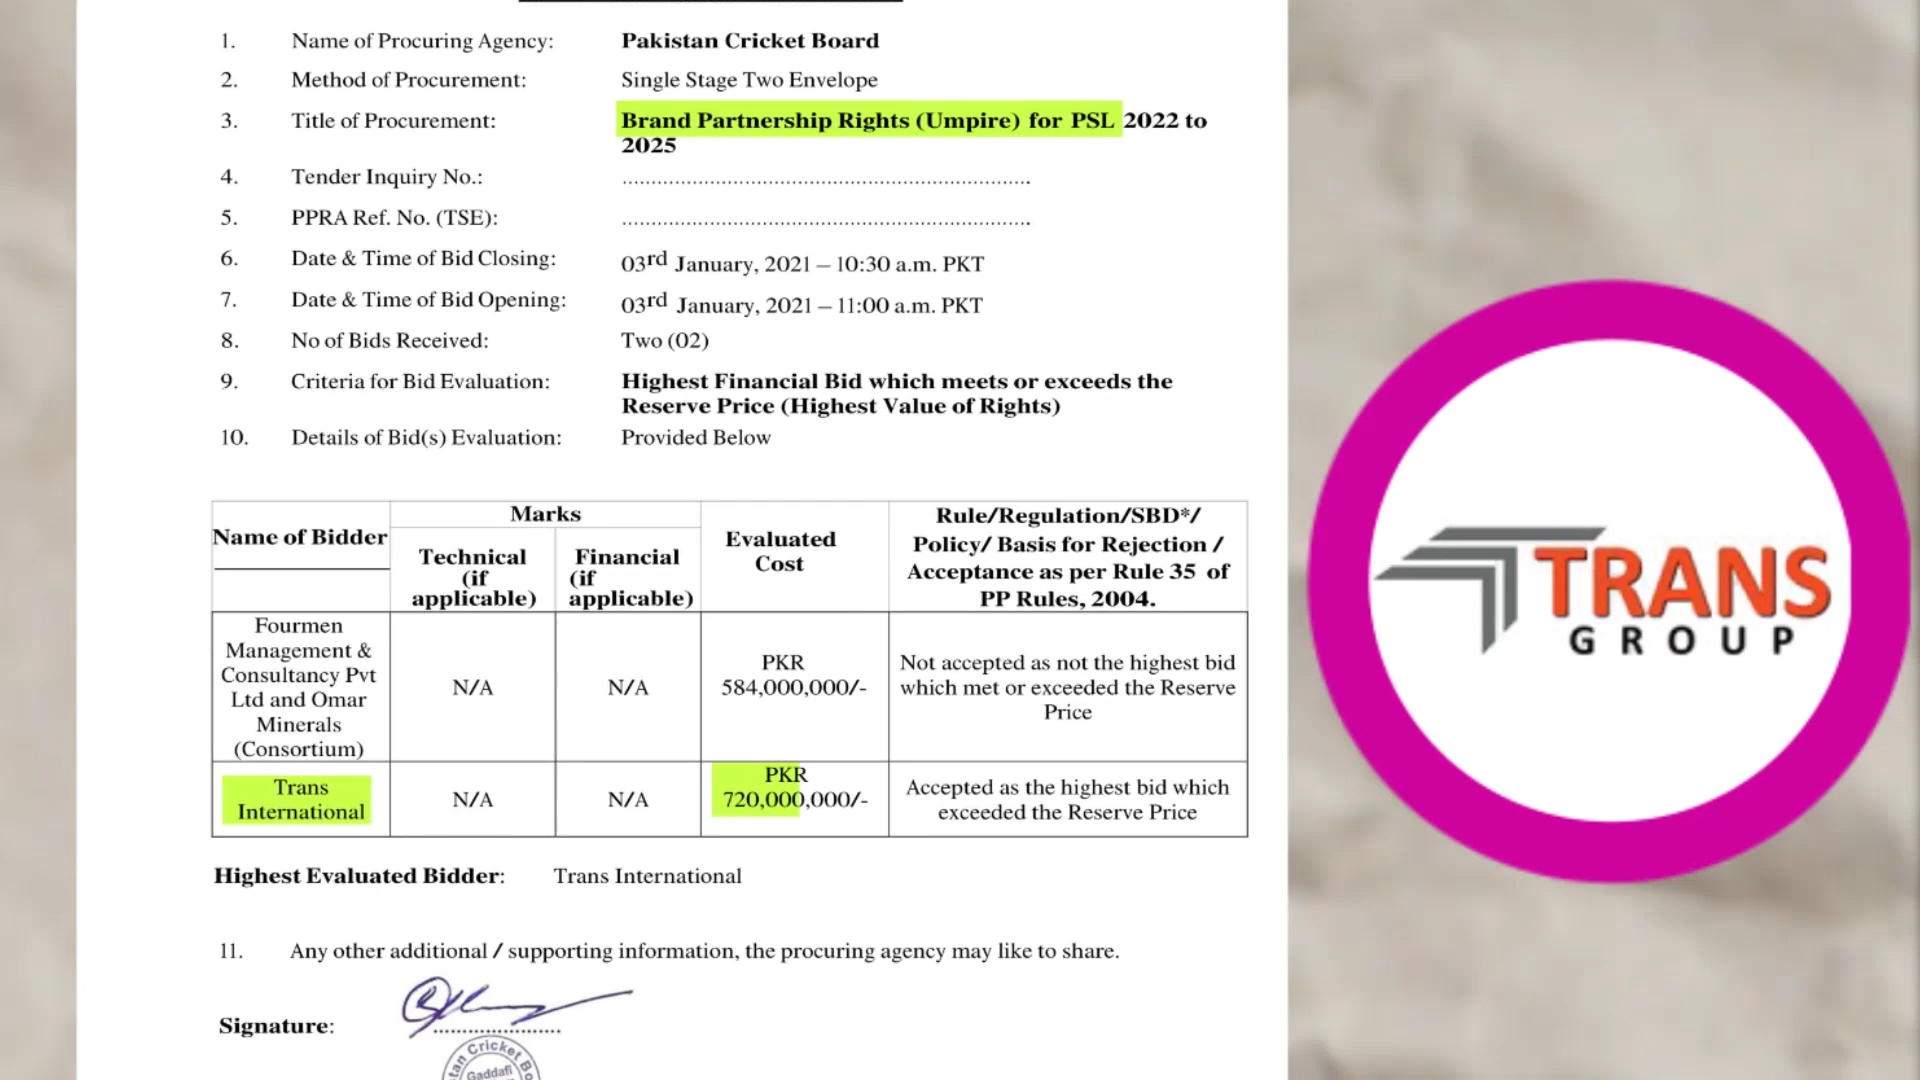 1. Name of Procuring Agency: Pakistan Cricket Board
2. Method of Procurement: Single Stage Two Envelope
3. Title of Procurement: Brand Partnership Rights (Umpire) for PSL 2022 to
2025
4. Tender Inquiry No.: ......................................................................
5. PPRA Ref. No. (TSE): ......................................................................
6. Date & Time of Bid Closing: 03rd January, 2021 – 10:30 a.m. PKT
7. Date & Time of Bid Opening: 03rd January, 2021 – 11:00 a.m. PKT
8. No of Bids Received: Two (02)
9. Criteria for Bid Evaluation: Highest Financial Bid which meets or exceeds the
Reserve Price (Highest Value of Rights)
10. Details of Bid(s) Evaluation: Provided Below
Name of Bidder
Marks
Technical
(if
applicable)
Financial
(if
applicable)
Evaluated
Cost
Rule/Regulation/SBD*/
Policy/ Basis for Rejection /
Acceptance as per Rule 35 of
PP Rules, 2004.
Fourmen
Management &
Consultancy Pvt
Ltd and Omar
Minerals
(Consortium)
N/A
N/A
PKR
584,000,000/-
Not accepted as not the highest bid
which met or exceeded the Reserve
Price
Trans
International
N/A
N/A
PKR
720,000,000/-
Accepted as the highest bid which
exceeded the Reserve Price
Highest Evaluated Bidder: Trans International
11. Any other additional / supporting information, the procuring agency may like to share.
Signature: ......................
Cricket
Gaddafi
TRANS
GROUP